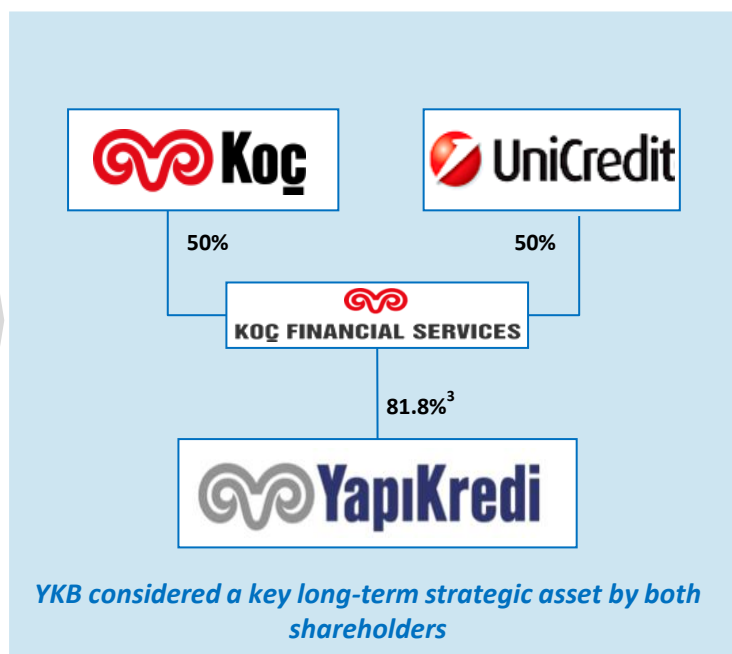 Koç
UniCredit
50%
50%
KOÇ FINANCIAL SERVICES
81.8%3
YapıKredi
YKB considered a key long-term strategic asset by both
shareholders